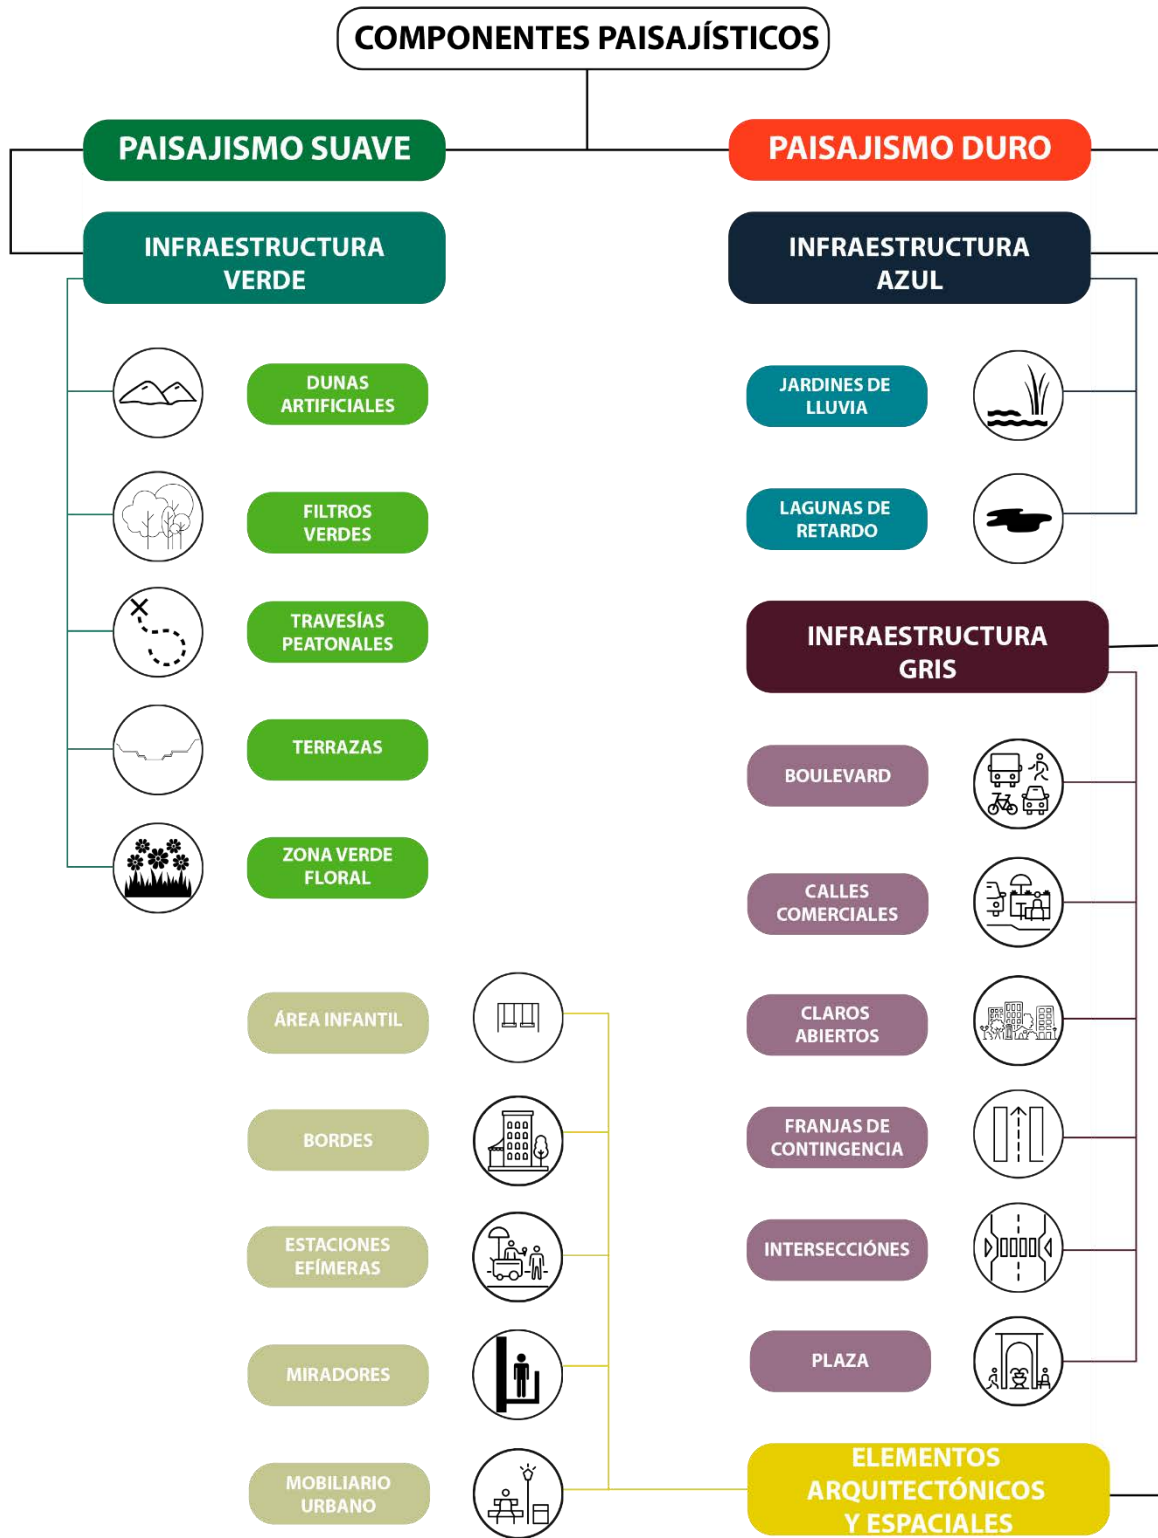 COMPONENTES PAISAJÍSTICOS
PAISAJISMO SUAVE
PAISAJISMO DURO
INFRAESTRUCTURA
VERDE
INFRAESTRUCTURA
AZUL
DUNAS
ARTIFICIALES
FILTROS
VERDES
TRAVESÍAS
PEATONALES
TERRAZAS
ZONA VERDE
FLORAL
JARDINES DE
LLUVIA
LAGUNAS DE
RETARDO
INFRAESTRUCTURA
GRIS
BOULEVARD
CALLES
COMERCIALES
CLAROS
ABIERTOS
FRANJAS DE
CONTINGENCIA
INTERSECCIÓNES
PLAZA
ÁREA INFANTIL
BORDES
ESTACIONES
EFÍMERAS
MIRADORES
MOBILIARIO
URBANO
ELEMENTOS
ARQUITECTÓNICOS
Y ESPACIALES